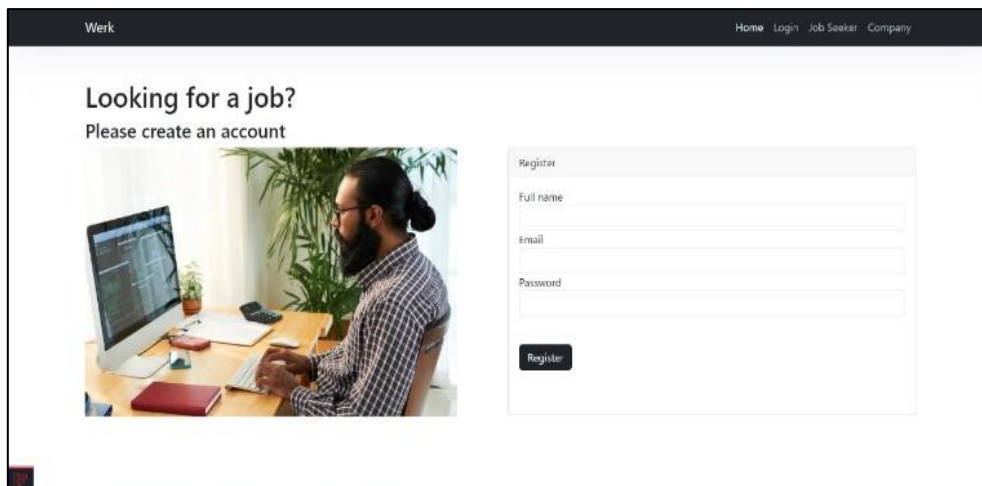 Werk
Home Login Job Seeker Company
Looking for a job?
Please create an account
Register
Full name
Email
Password
Register